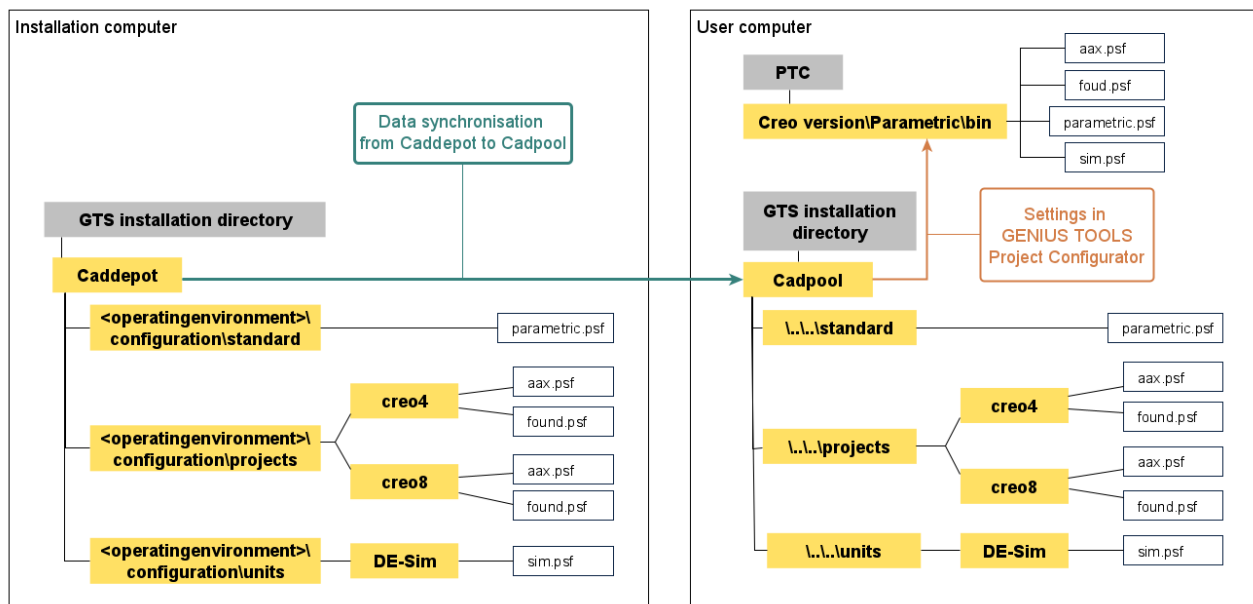 Installation computer
Data synchronisation
from Caddepot to Cadpool
GTS installation directory
Caddepot
<operatingenvironment>\
configuration\standard
parametric.psf
<operatingenvironment>\
configuration\projects
creo4
aax.psf
found.psf
creo8
aax.psf
found.psf
<operatingenvironment>\
configuration\units
DE-Sim
sim.psf
User computer
PTC
Creo version\Parametric\bin
aax.psf
foud.psf
parametric.psf
sim.psf
GTS installation
directory
Settings in
GENIUS TOOLS
Project Configurator
Cadpool
\..\..\standard
parametric.psf
\..\..\projects
creo4
aax.psf
found.psf
creo8
aax.psf
found.psf
\..\..\units
DE-Sim
sim.psf